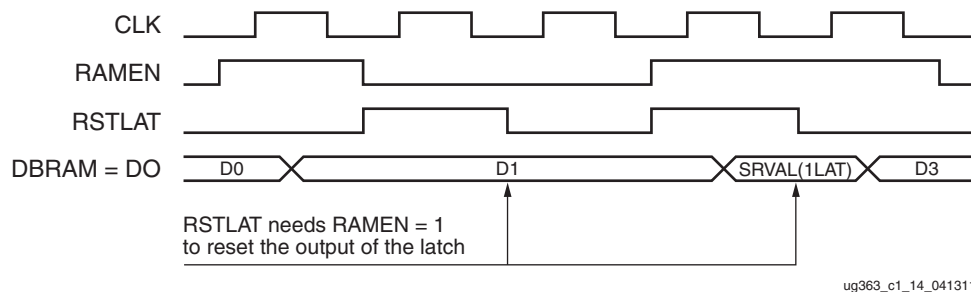 CLK
RAMEN
RSTLAT
DBRAM = DO
D0
D1
SRVAL(1LAT)
D3
RSTLAT needs RAMEN = 1
to reset the output of the latch
ug363_c1_14_041311